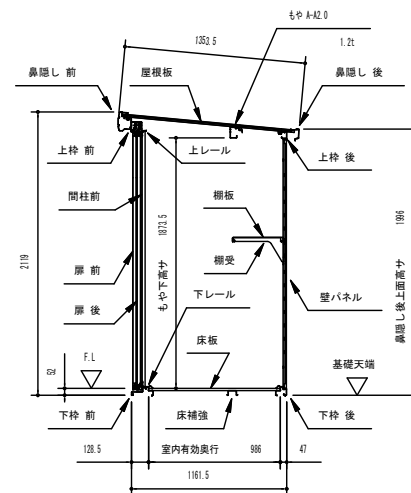 もや A-A2.0
1353.5
1.2t
鼻隠し 前
屋根板
鼻隠し 後
上枠 前
上レール
上枠 後
間柱前
棚板
1873.5
もや下高サ
棚受
2119
1996
鼻隠し後上面高サ
扉 前
扉 後
下レール
壁パネル
床板
F.L
基礎天端
52
下枠 前
床補強
下枠 後
128.5
室内有効奥行
986
47
1161.5